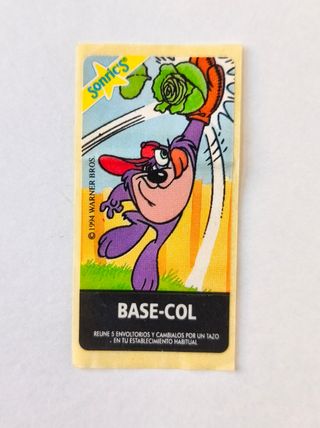 Sonric'S
© 1994 WARNER BROS.
BASE-COL
REUNE 5 ENVOLTORIOS Y CAMBIALOS POR UN TAZO
EN TU ESTABLECIMIENTO HABITUAL